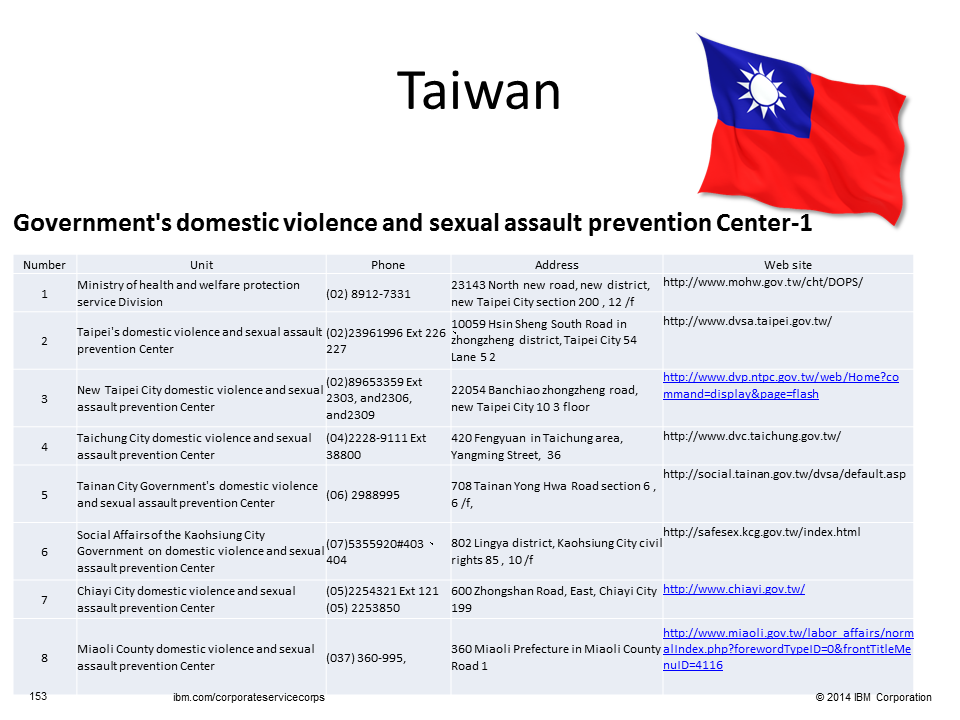 Taiwan
Government's domestic violence and sexual assault prevention Center-1
Number Unit Phone Address Web site
1
Ministry of health and welfare protection
service Division
(02) 8912-7331
23143 North new road, new district,
new Taipei City section 200 , 12 /f
http://www.mohw.gov.tw/cht/DOPS/
2
Taipei's domestic violence and sexual assault
prevention Center
(02)23961996 Ext 226、
227
10059 Hsin Sheng South Road in
zhongzheng district, Taipei City 54
Lane 5 2
http://www.dvsa.taipei.gov.tw/
3
New Taipei City domestic violence and sexual
assault prevention Center
(02)89653359 Ext
2303, and2306,
and2309
22054 Banchiao zhongzheng road,
new Taipei City 10 3 floor
http://www.dvp.ntpc.gov.tw/web/Home?co
mmand=display&page=flash
4
Taichung City domestic violence and sexual
assault prevention Center
(04)2228-9111 Ext
38800
420 Fengyuan in Taichung area,
Yangming Street, 36
http://www.dvc.taichung.gov.tw/
5
Tainan City Government's domestic violence
and sexual assault prevention Center
(06) 2988995
708 Tainan Yong Hwa Road section 6 ,
6 /f,
http://social.tainan.gov.tw/dvsa/default.asp
6
Social Affairs of the Kaohsiung City
Government on domestic violence and sexual
assault prevention Center
(07)5355920#403、
404
802 Lingya district, Kaohsiung City civil
rights 85 , 10 /f
http://safesex.kcg.gov.tw/index.html
7
Chiayi City domestic violence and sexual
assault prevention Center
(05)2254321 Ext 121
(05) 2253850
600 Zhongshan Road, East, Chiayi City
199
http://www.chiayi.gov.tw/
8
Miaoli County domestic violence and sexual
assault prevention Center
(037) 360-995,
360 Miaoli Prefecture in Miaoli County
Road 1
http://www.miaoli.gov.tw/labor_affairs/norm
alIndex.php?forewordTypeID=0&frontTitleMe
nuID=4116
153
ibm.com/corporateservicecorps
© 2014 IBM Corporation